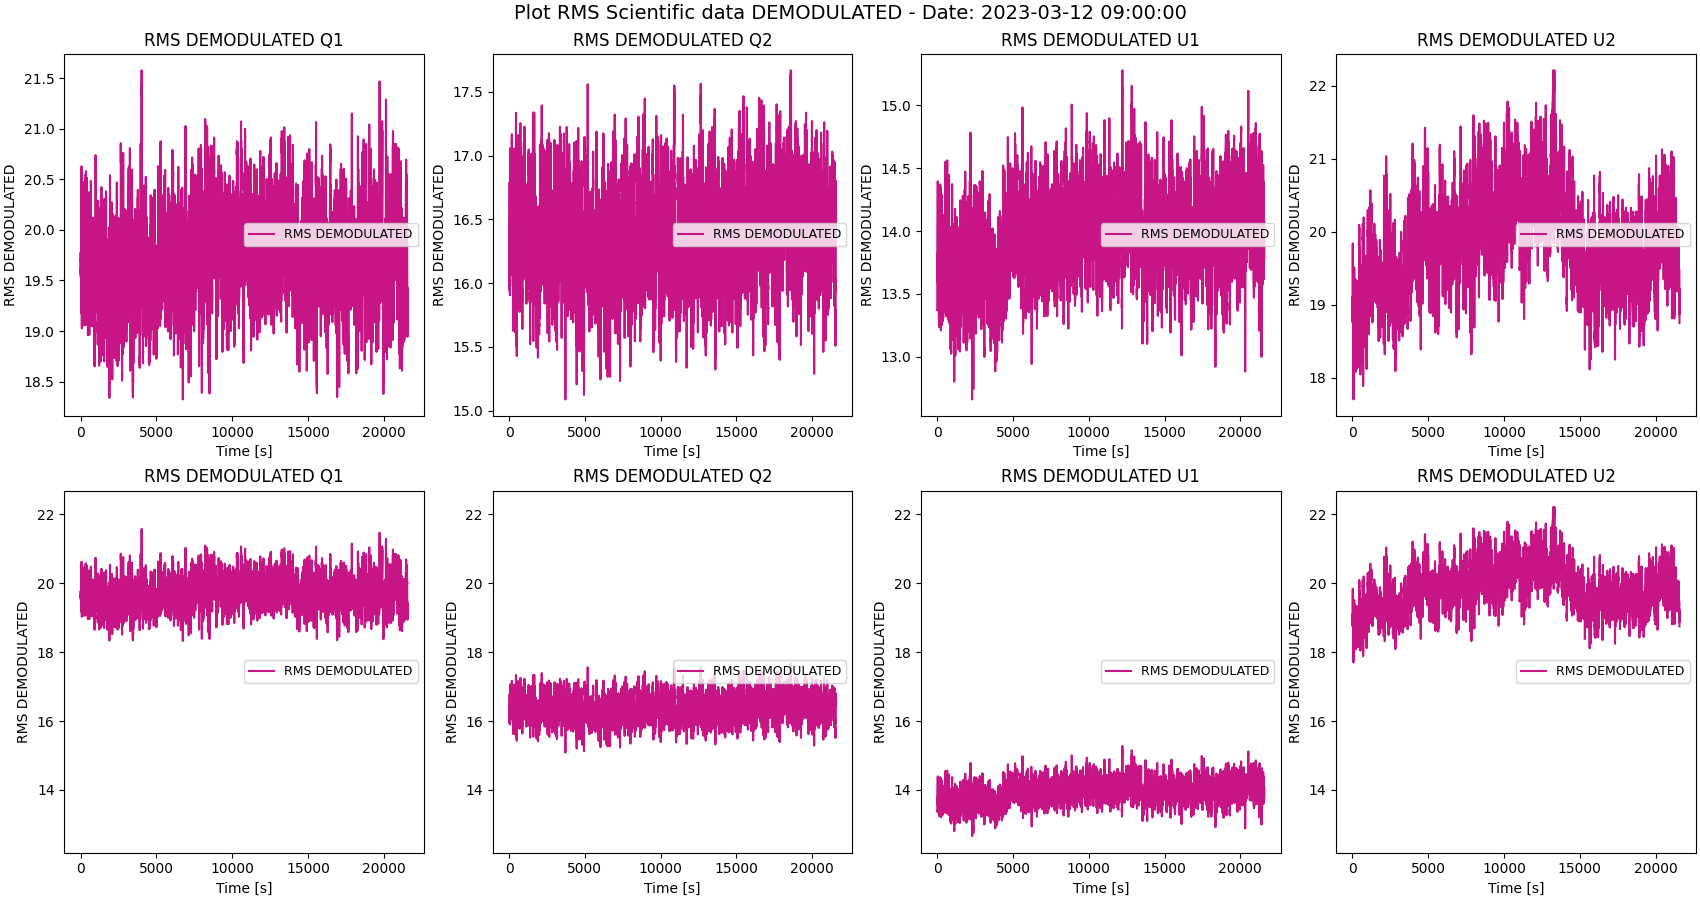 Plot RMS Scientific data DEMODULATED - Date: 2023-03-12 09:00:00
RMS DEMODULATED Q1
RMS DEMODULATED
21.5
21.0
20.5
20.0
19.5
19.0
18.5
RMS DEMODULATED
0 5000 10000 15000 20000
Time [s]
RMS DEMODULATED Q2
RMS DEMODULATED
17.5
17.0
16.5
16.0
15.5
15.0
RMS DEMODULATED
0 5000 10000 15000 20000
Time [s]
RMS DEMODULATED U1
RMS DEMODULATED
15.0
14.5
14.0
13.5
13.0
RMS DEMODULATED
0 5000 10000 15000 20000
Time [s]
RMS DEMODULATED U2
RMS DEMODULATED
22
21
20
19
18
RMS DEMODULATED
0 5000 10000 15000 20000
Time [s]
RMS DEMODULATED Q1
RMS DEMODULATED
22
20
18
16
14
RMS DEMODULATED
0 5000 10000 15000 20000
Time [s]
RMS DEMODULATED Q2
RMS DEMODULATED
22
20
18
16
14
RMS DEMODULATED
0 5000 10000 15000 20000
Time [s]
RMS DEMODULATED U1
RMS DEMODULATED
22
20
18
16
14
RMS DEMODULATED
0 5000 10000 15000 20000
Time [s]
RMS DEMODULATED U2
RMS DEMODULATED
22
20
18
16
14
RMS DEMODULATED
0 5000 10000 15000 20000
Time [s]